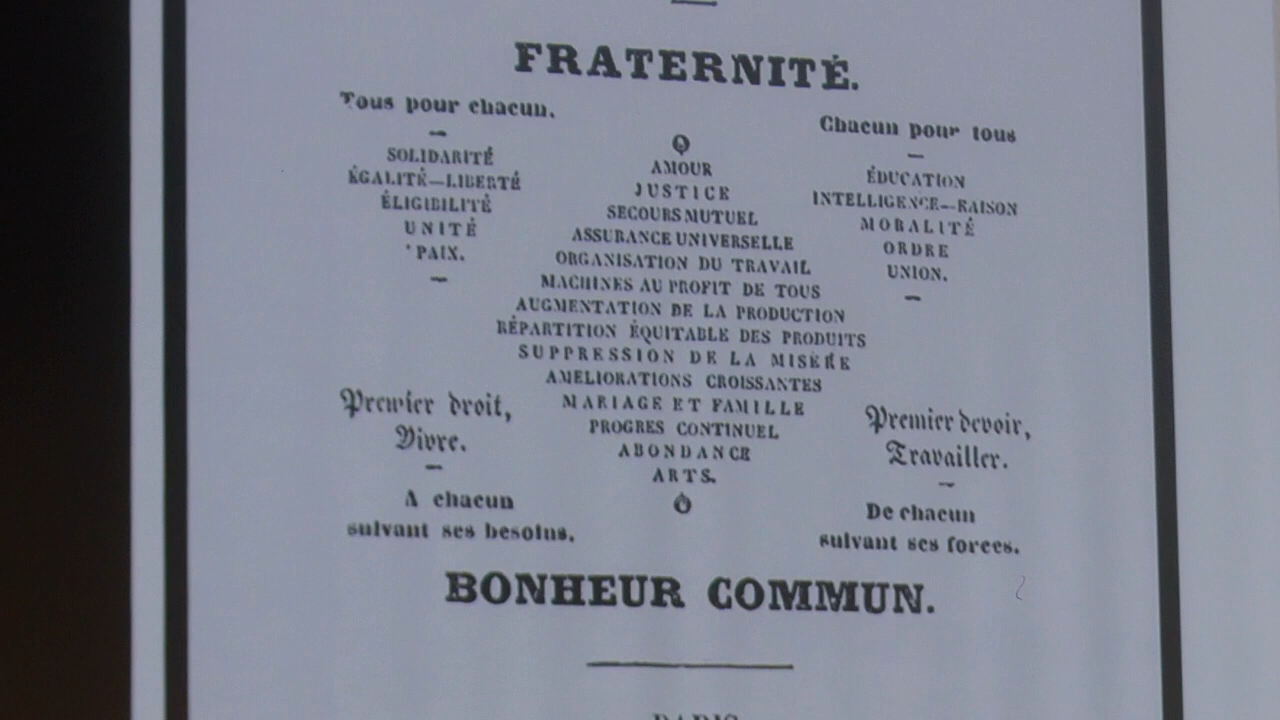 FRATERNITÉ.
Tous pour chacun.
—
SOLIDARITÉ
ÉGALITÉ—LIBERTÉ
ÉLIGIBILITÉ
UNITÉ
PAIX.
—
Chacun pour tous
—
ÉDUCATION
INTELLIGENCE—RAISON
MORALITÉ
ORDRE
UNION.
—
AMOUR
JUSTICE
SECOURS MUTUEL
ASSURANCE UNIVERSELLE
ORGANISATION DU TRAVAIL
MACHINES AU PROFIT DE TOUS
AUGMENTATION DE LA PRODUCTION
RÉPARTITION ÉQUITABLE DES PRODUITS
SUPPRESSION DE LA MISÈRE
AMELIORATIONS CROISSANTES
MARIAGE ET FAMILLE
PROGRES CONTINUEL
ABONDANCE
ARTS.
Premier droit,
Vivre.
—
A chacun
suivant ses besoins.
Premier devoir,
Travailler.
—
De chacun
suivant ses forces.
BONHEUR COMMUN.
PARIS